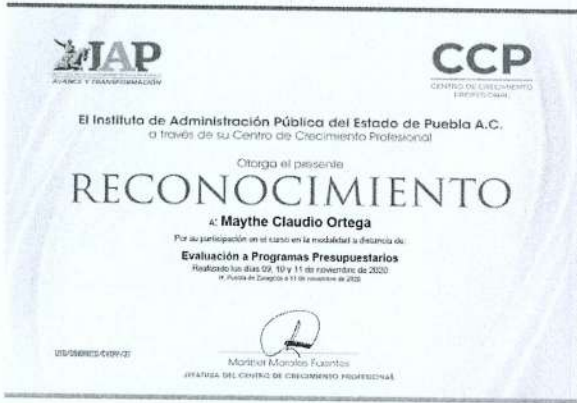 IAP
AVANCE Y TRANSFORMACIÓN
CCP
CENTRO DE CRECIMIENTO
PROFESIONAL
El Instituto de Administración Pública del Estado de Puebla A.C.
a través de su Centro de Crecimiento Profesional
Otorga el presente
RECONOCIMIENTO
A: Maythe Claudio Ortega
Por su participación en el curso en la modalidad a distancia de:
Evaluación a Programas Presupuestarios
Realizado los días 09, 10 y 11 de noviembre de 2020
H. Puebla de Zaragoza a 11 de noviembre de 2020
Maribel Morales Fuentes
JEFATURA DEL CENTRO DE CRECIMIENTO PROFESIONAL